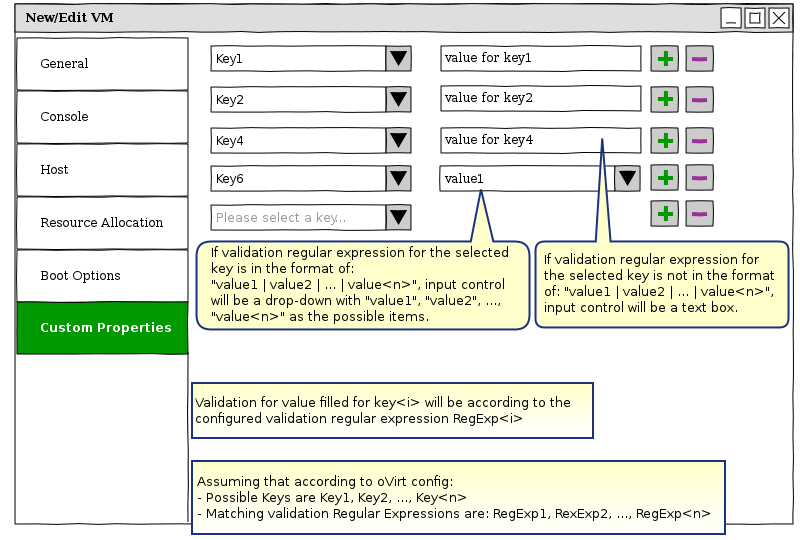 New/Edit VM
General
Console
Host
Resource Allocation
Boot Options
Custom Properties
Key1
value for key1
Key2
value for key2
Key4
value for key4
Key6
value1
Please select a key...
If validation regular expression for the selected
key is in the format of:
"value1 | value2 | ... | value<n>", input control
will be a drop-down with "value1", "value2", ...,
"value<n>" as the possible items.
If validation regular expression for
the selected key is not in the format
of: "value1 | value2 | ... | value<n>",
input control will be a text box.
Validation for value filled for key<i> will be according to the
configured validation regular expression RegExp<i>
Assuming that according to oVirt config:
- Possible Keys are Key1, Key2, ..., Key<n>
- Matching validation Regular Expressions are: RegExp1, RexExp2, ..., RegExp<n>